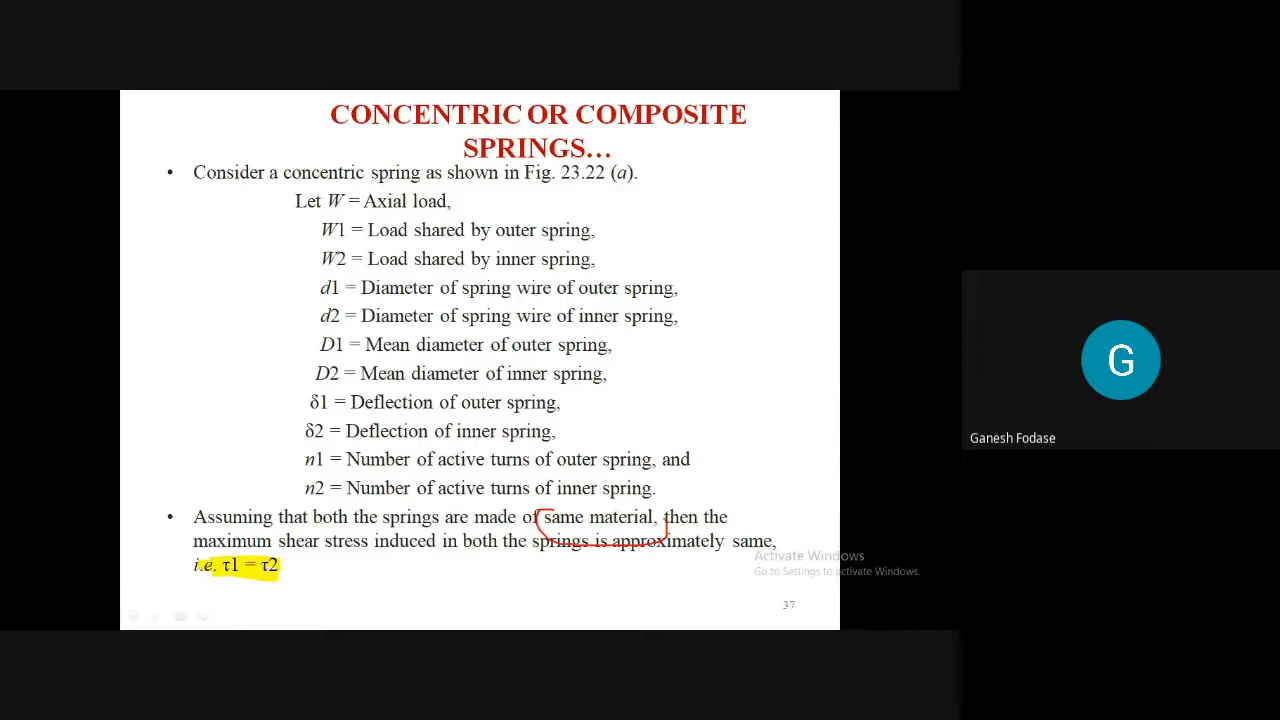 CONCENTRIC OR COMPOSITE
SPRINGS…
• Consider a concentric spring as shown in Fig. 23.22 (a).
Let W = Axial load,
W1 = Load shared by outer spring,
W2 = Load shared by inner spring,
d1 = Diameter of spring wire of outer spring,
d2 = Diameter of spring wire of inner spring,
D1 = Mean diameter of outer spring,
D2 = Mean diameter of inner spring,
δ1 = Deflection of outer spring,
δ2 = Deflection of inner spring,
n1 = Number of active turns of outer spring, and
n2 = Number of active turns of inner spring.
• Assuming that both the springs are made of same material, then the
maximum shear stress induced in both the springs is approximately same,
i.e. τ1 = τ2
Activate Windows
Go to Settings to activate Windows.
37
G
Ganesh Fodase